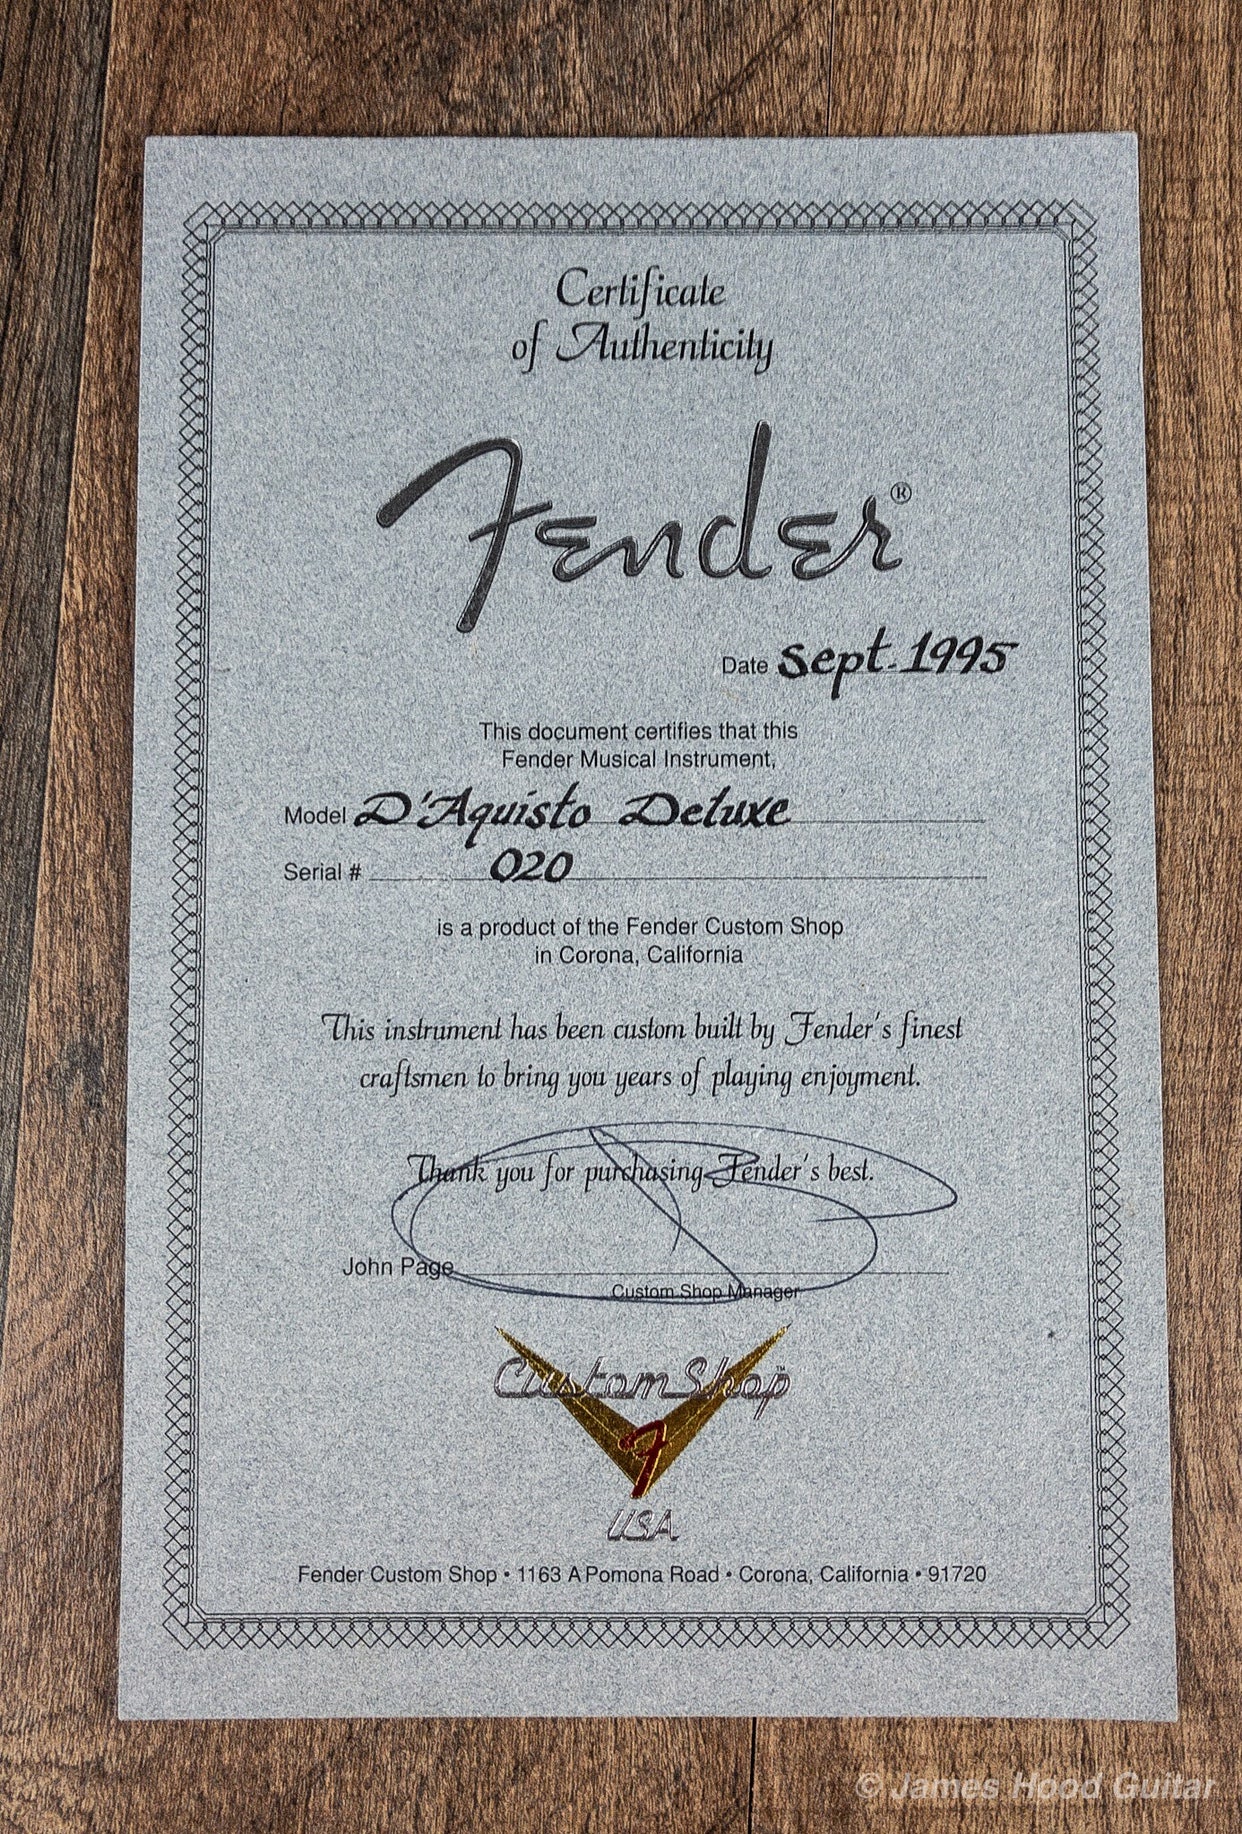 Certificate
of Authenticity
Fender®
Date Sept. 1995
This document certifies that this
Fender Musical Instrument,
Model D'Aquisto Deluxe
Serial # 020
is a product of the Fender Custom Shop
in Corona, California
This instrument has been custom built by Fender's finest
craftsmen to bring you years of playing enjoyment.
Thank you for purchasing Fender's best.
John Page
Custom Shop Manager
Custom Shop™
F
USA
Fender Custom Shop • 1163 A Pomona Road • Corona, California • 91720
© James Hood Guitar